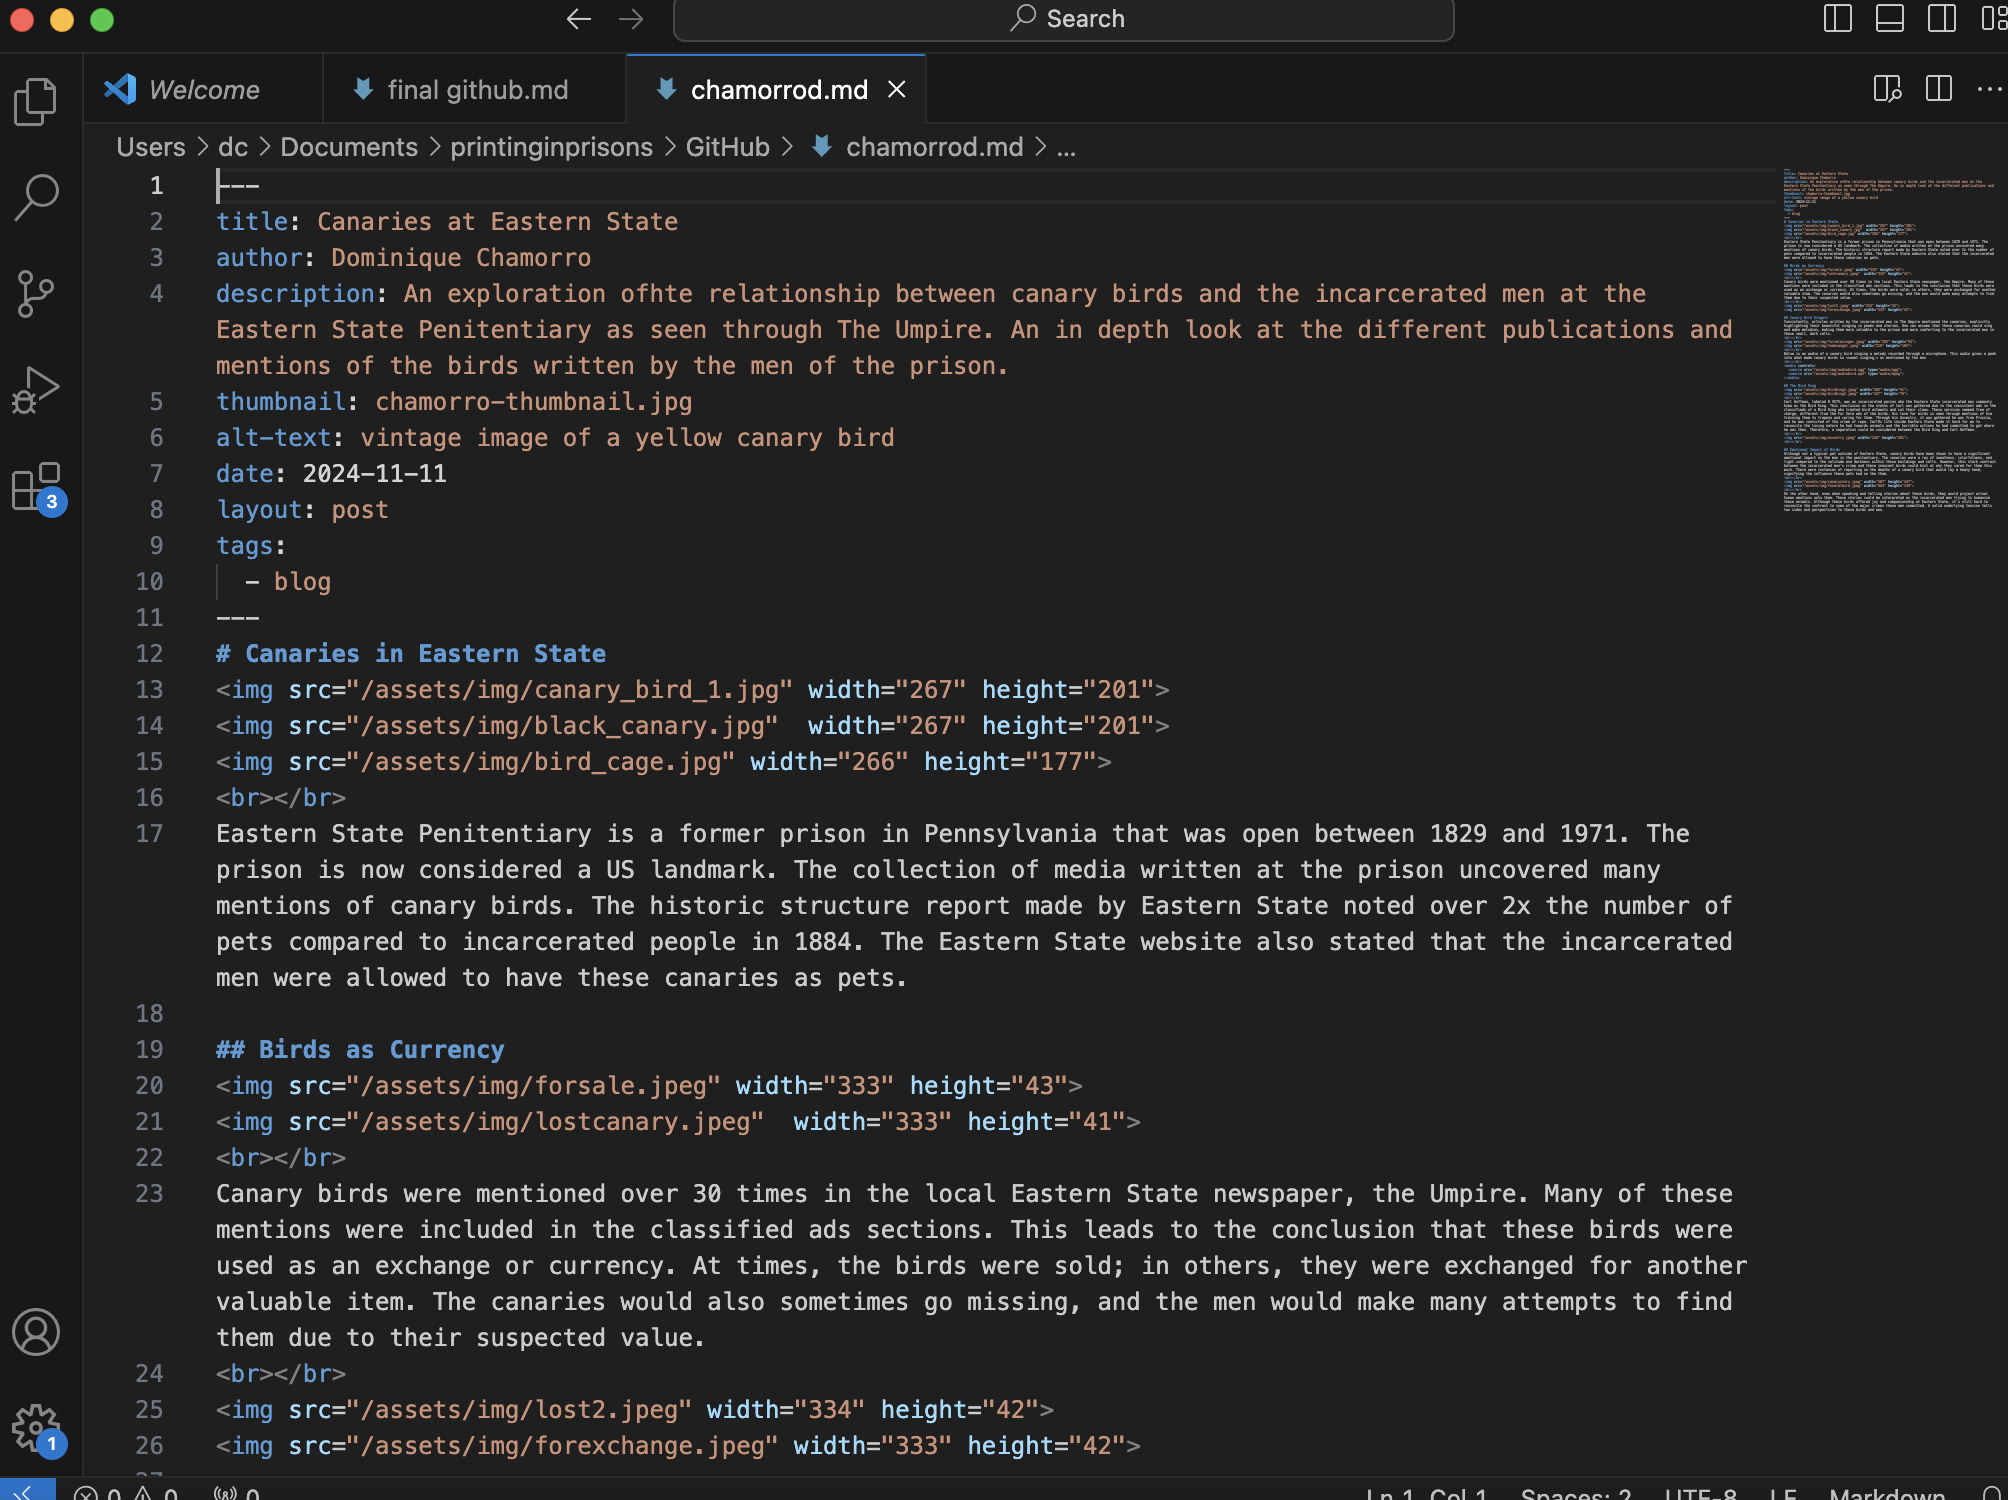 Search
Welcome
final github.md
chamorrod.md
Users > dc > Documents > printinginprisons > GitHub > chamorrod.md > ...
1 ---
2 title: Canaries at Eastern State
3 author: Dominique Chamorro
4 description: An exploration ofhte relationship between canary birds and the incarcerated men at the
Eastern State Penitentiary as seen through The Umpire. An in depth look at the different publications and
mentions of the birds written by the men of the prison.
5 thumbnail: chamorro-thumbnail.jpg
6 alt-text: vintage image of a yellow canary bird
7 date: 2024-11-11
8 layout: post
9 tags:
10   - blog
11 ---
12 # Canaries in Eastern State
13 <img src="/assets/img/canary_bird_1.jpg" width="267" height="201">
14 <img src="/assets/img/black_canary.jpg"  width="267" height="201">
15 <img src="/assets/img/bird_cage.jpg" width="266" height="177">
16 <br></br>
17 Eastern State Penitentiary is a former prison in Pennsylvania that was open between 1829 and 1971. The
prison is now considered a US landmark. The collection of media written at the prison uncovered many
mentions of canary birds. The historic structure report made by Eastern State noted over 2x the number of
pets compared to incarcerated people in 1884. The Eastern State website also stated that the incarcerated
men were allowed to have these canaries as pets.
18
19 ## Birds as Currency
20 <img src="/assets/img/forsale.jpeg" width="333" height="43">
21 <img src="/assets/img/lostcanary.jpeg"  width="333" height="41">
22 <br></br>
23 Canary birds were mentioned over 30 times in the local Eastern State newspaper, the Umpire. Many of these
mentions were included in the classified ads sections. This leads to the conclusion that these birds were
used as an exchange or currency. At times, the birds were sold; in others, they were exchanged for another
valuable item. The canaries would also sometimes go missing, and the men would make many attempts to find
them due to their suspected value.
24 <br></br>
25 <img src="/assets/img/lost2.jpeg" width="334" height="42">
26 <img src="/assets/img/forexchange.jpeg" width="333" height="42">
27
3
1
0 0 0
Ln 1, Col 1 Spaces: 2 UTF-8 LF Markdown